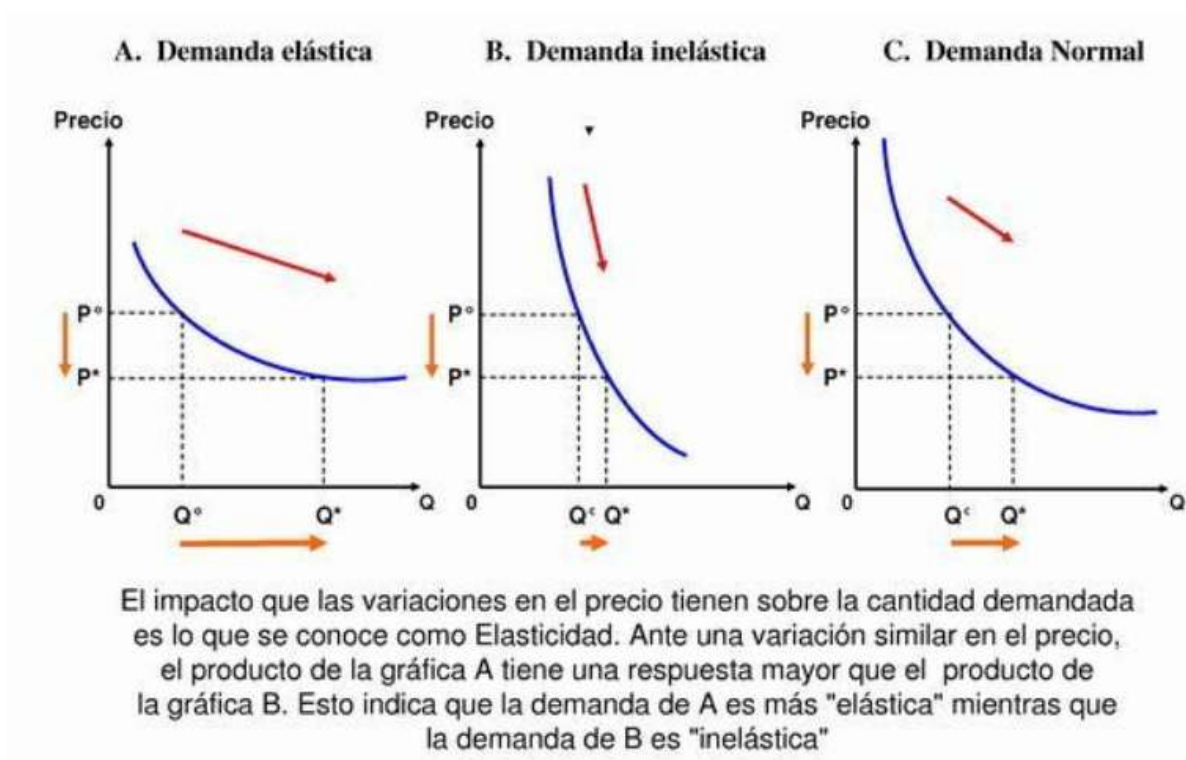 A. Demanda elástica
B. Demanda inelástica
C. Demanda Normal
Precio
P°
P*
0
Q°
Q*
Q
Precio
P°
P*
0
Q°
Q*
Q
Precio
P°
P*
0
Q°
Q*
Q
El impacto que las variaciones en el precio tienen sobre la cantidad demandada
es lo que se conoce como Elasticidad. Ante una variación similar en el precio,
el producto de la gráfica A tiene una respuesta mayor que el producto de
la gráfica B. Esto indica que la demanda de A es más "elástica" mientras que
la demanda de B es "inelástica"